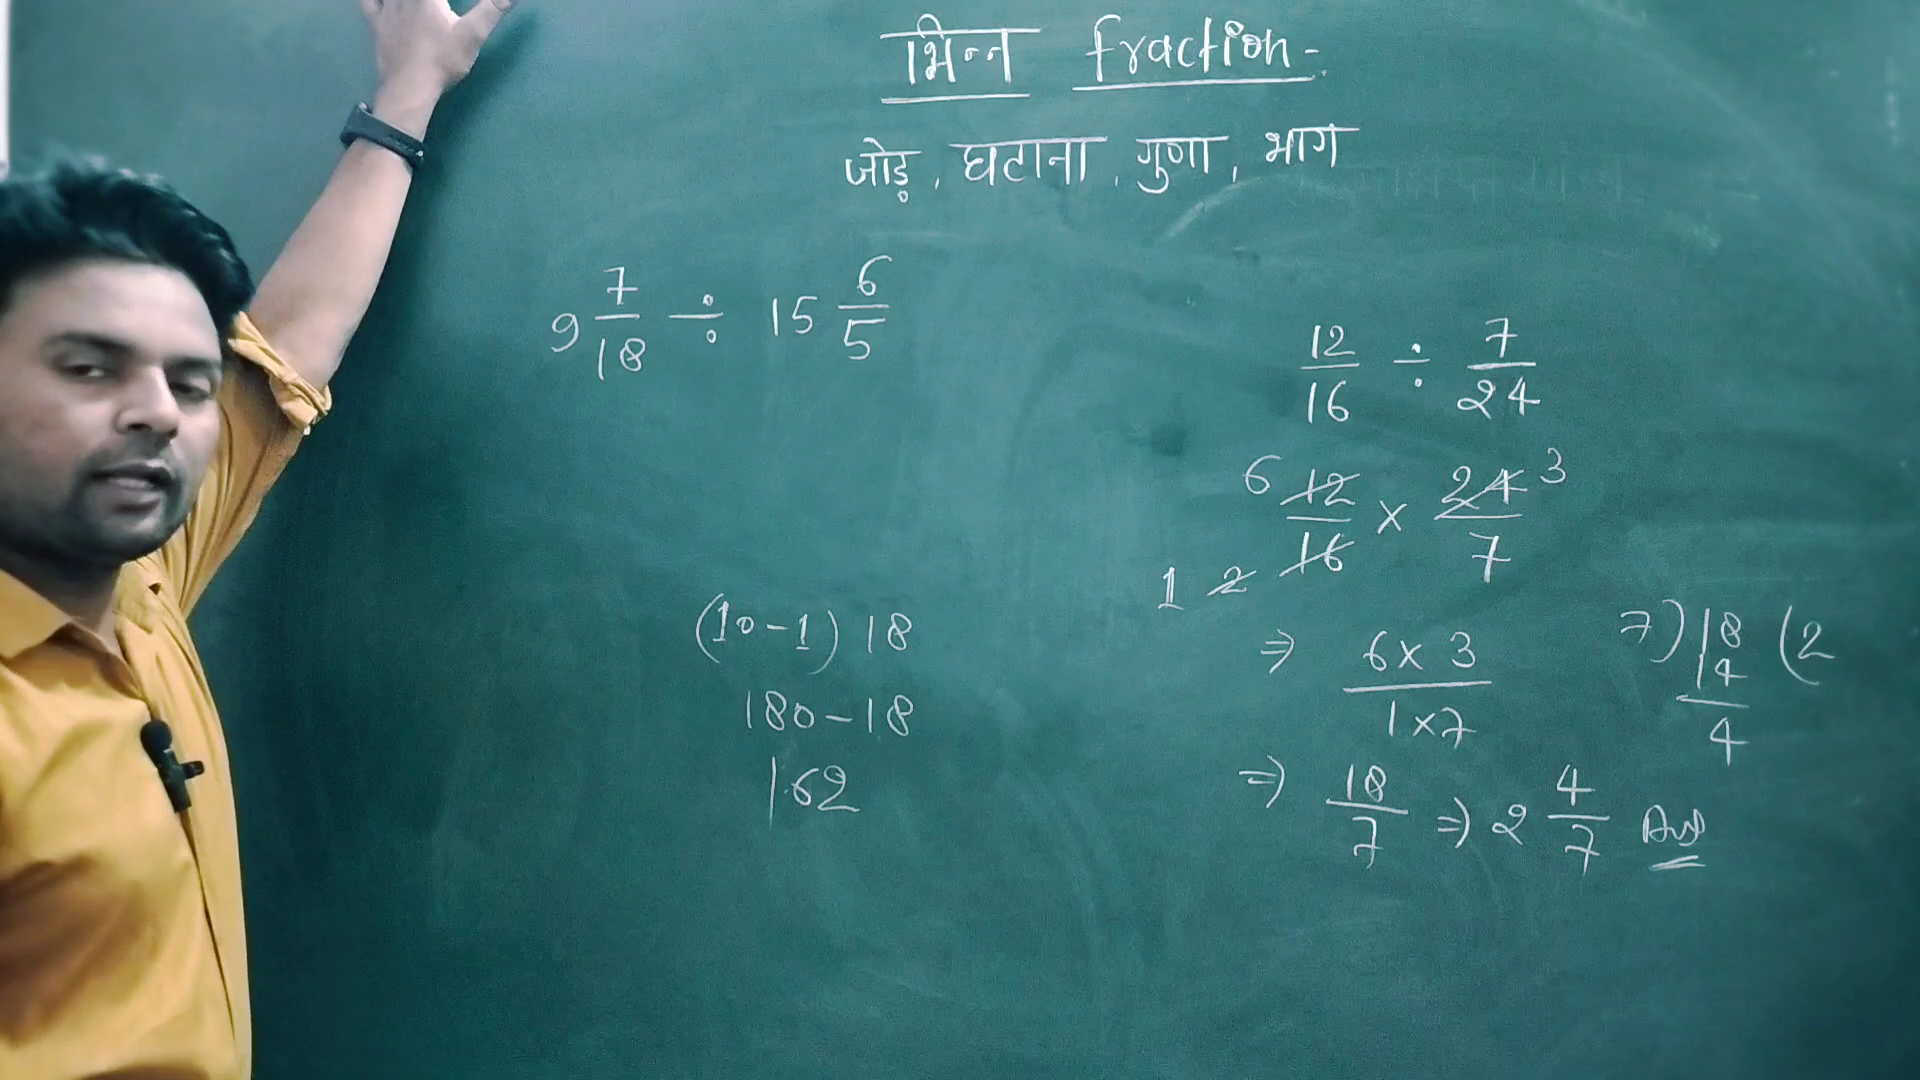 भिन्न fraction-
जोड़, घटाना, गुणा, भाग
9 7/18 ÷ 15 6/5
(10-1) 18
180-18
162
12/16 ÷ 7/24
6 12/16 × 24/7 3
1 2
⇒ 6×3/1×7
7)18(2
14
4
⇒ 18/7 ⇒ 2 4/7 Ans